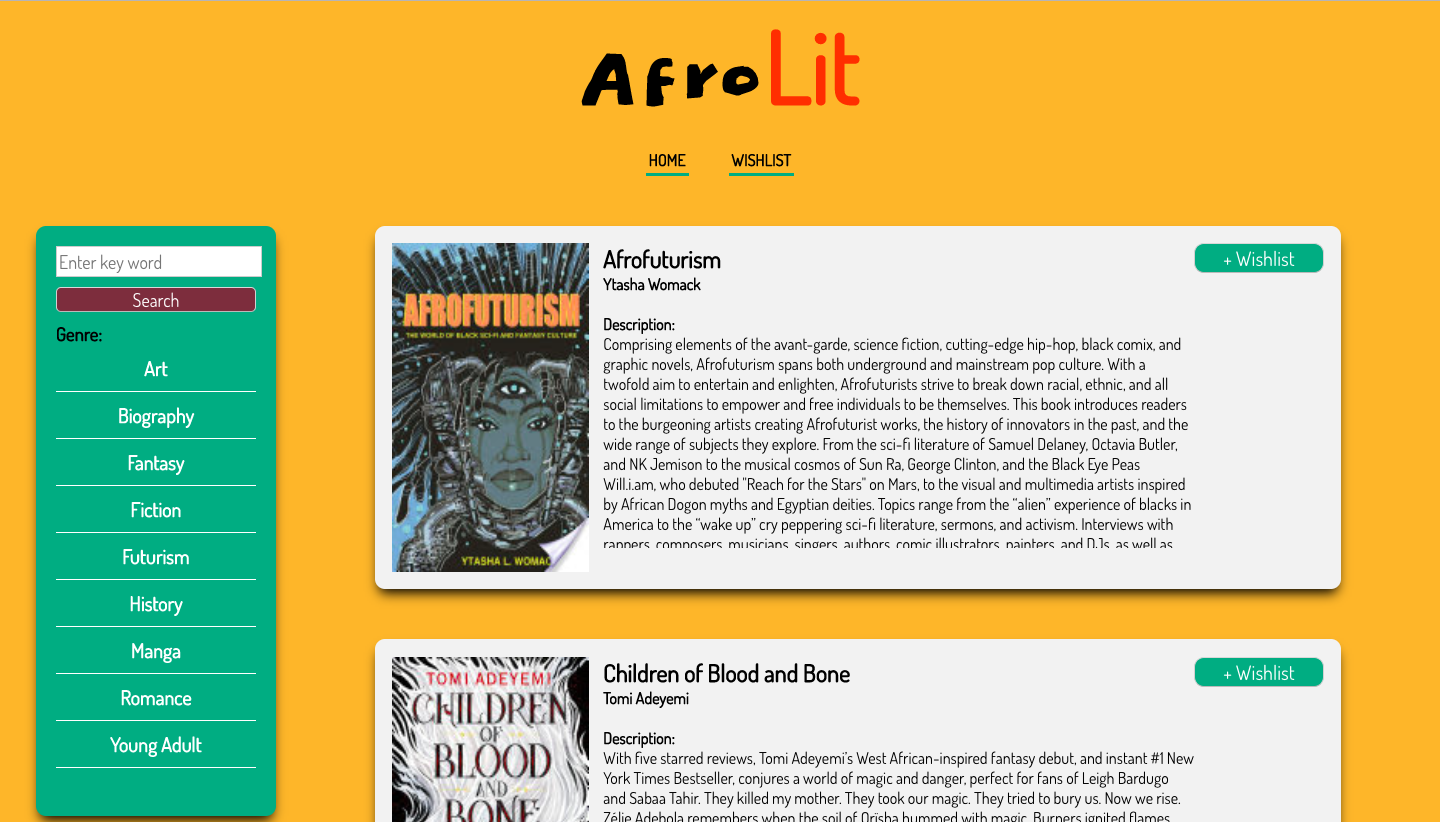 AfroLit
HOME WISHLIST
Enter key word
Search
Genre:
Art
Biography
Fantasy
Fiction
Futurism
History
Manga
Romance
Young Adult
AFROFUTURISM
THE WORLD OF BLACK SCI-FI AND FANTASY CULTURE
YTASHA L. WOMAC
Afrofuturism
+ Wishlist
Ytasha Womack
Description:
Comprising elements of the avant-garde, science fiction, cutting-edge hip-hop, black comix, and
graphic novels, Afrofuturism spans both underground and mainstream pop culture. With a
twofold aim to entertain and enlighten, Afrofuturists strive to break down racial, ethnic, and all
social limitations to empower and free individuals to be themselves. This book introduces readers
to the burgeoning artists creating Afrofuturist works, the history of innovators in the past, and the
wide range of subjects they explore. From the sci-fi literature of Samuel Delaney, Octavia Butler,
and NK Jemison to the musical cosmos of Sun Ra, George Clinton, and the Black Eye Peas
Will.i.am, who debuted "Reach for the Stars" on Mars, to the visual and multimedia artists inspired
by African Dogon myths and Egyptian deities. Topics range from the “alien” experience of blacks in
America to the “wake up” cry peppering sci-fi literature, sermons, and activism. Interviews with
rappers, composers, musicians, singers, authors, comic illustrators, painters, and DJs, as well as
TOMI ADEYEMI
CHILDREN
OF
BLOOD
AND
BONE
Children of Blood and Bone
+ Wishlist
Tomi Adeyemi
Description:
With five starred reviews, Tomi Adeyemi’s West African-inspired fantasy debut, and instant #1 New
York Times Bestseller, conjures a world of magic and danger, perfect for fans of Leigh Bardugo
and Sabaa Tahir. They killed my mother. They took our magic. They tried to bury us. Now we rise.
Zélie Adebola remembers when the soil of Orïsha hummed with magic. Burners ignited flames,